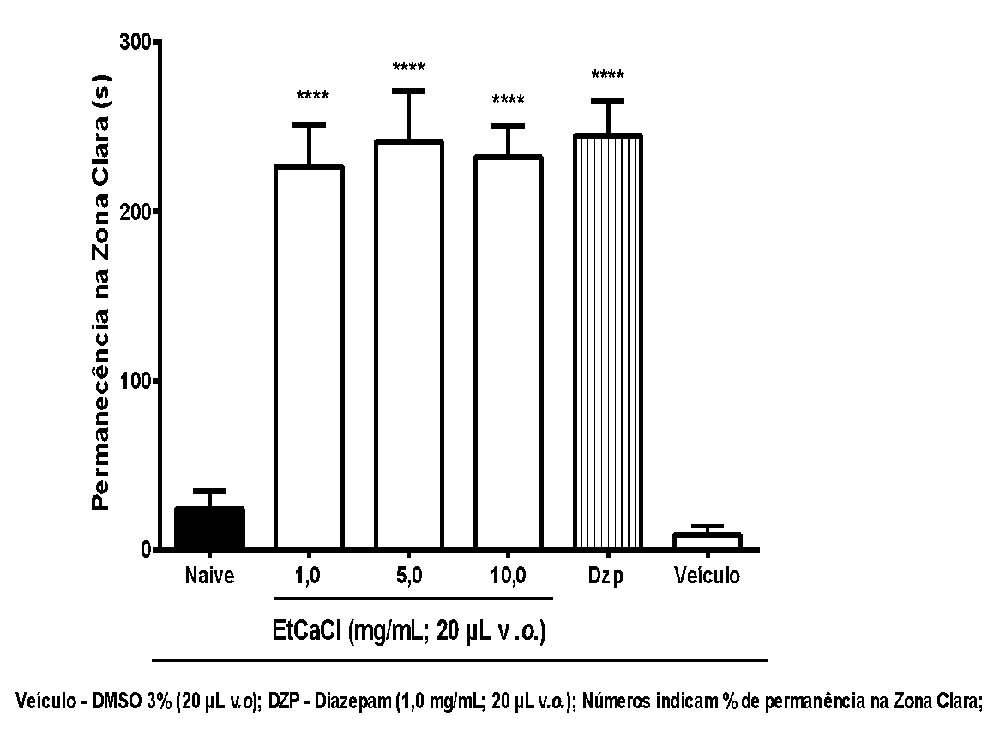 Permanecência na Zona Clara (s)
300
200
100
0
****
****
****
****
Naive 1,0 5,0 10,0 Dzp Veículo
EtCaCl (mg/mL; 20 µL v .o.)
Veículo - DMSO 3% (20 µL v.o); DZP - Diazepam (1,0 mg/mL; 20 µL v.o.); Números indicam % de permanência na Zona Clara;